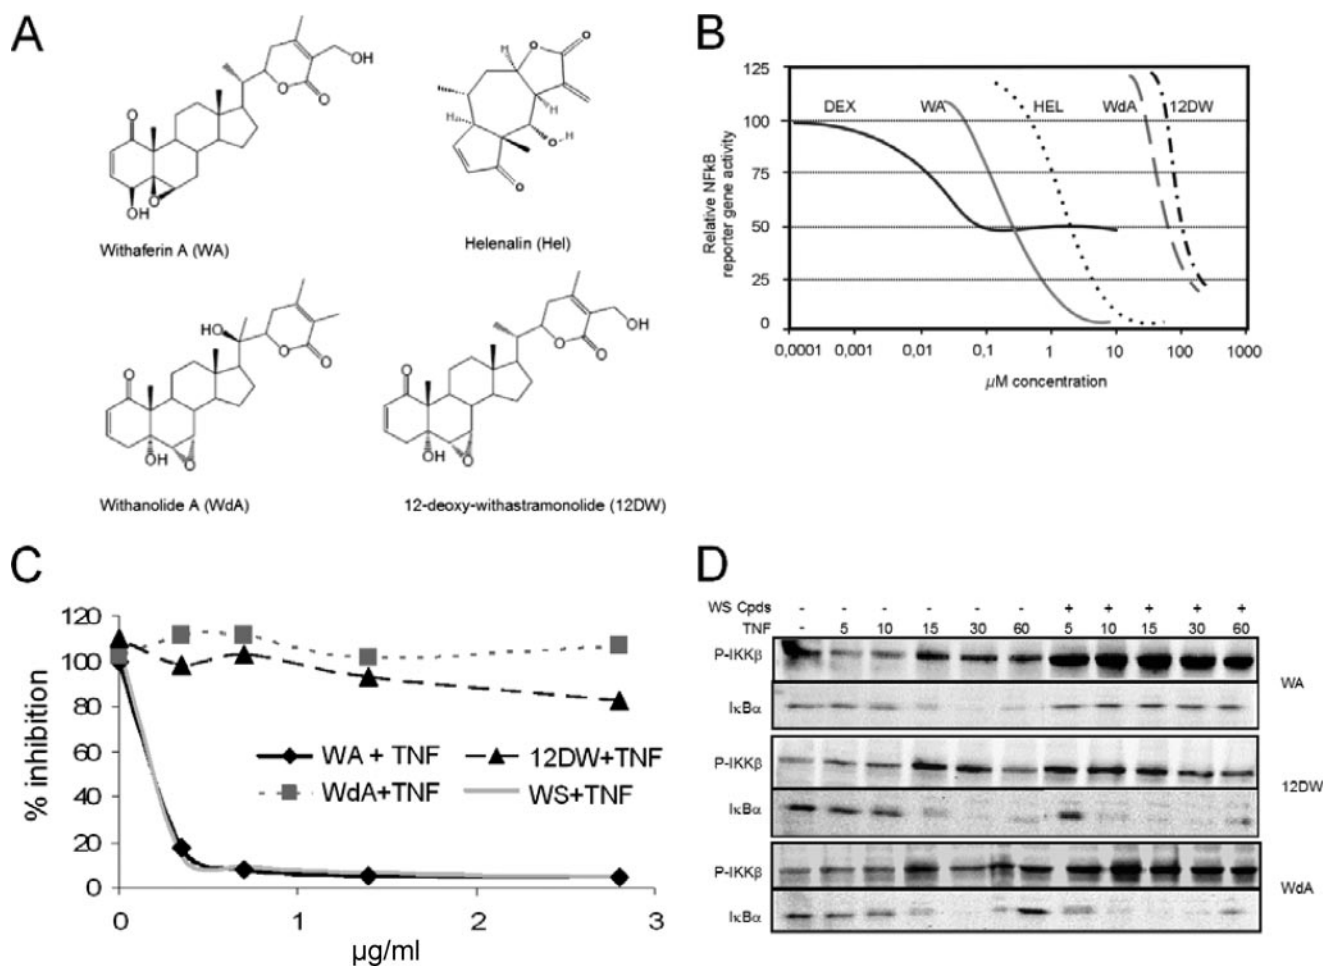 A
O
OH
O
O
O
OH
Withaferin A (WA)
O
O
H
H
H
O
H
O
Helenalin (Hel)
HO
O
O
O
OH
O
Withanolide A (WdA)
OH
O
O
O
OH
O
12-deoxy-withastramonolide (12DW)
B
Relative NFkB
reporter gene activity
100
75
50
25
0
DEX
WA
HEL
WdA
12DW
0,0001
0,001
0,01
0,1
1
10
100
1000
µM concentration
C
% inhibition
120
100
80
60
40
20
0
WA + TNF
12DW+TNF
WdA+TNF
WS+TNF
0
1
2
3
µg/ml
D
WS Cpds - - - - - - + + + + +
TNF - 5 10 15 30 60 5 10 15 30 60
P-IKKβ
IκBα
WA
P-IKKβ
IκBα
12DW
P-IKKβ
IκBα
WdA